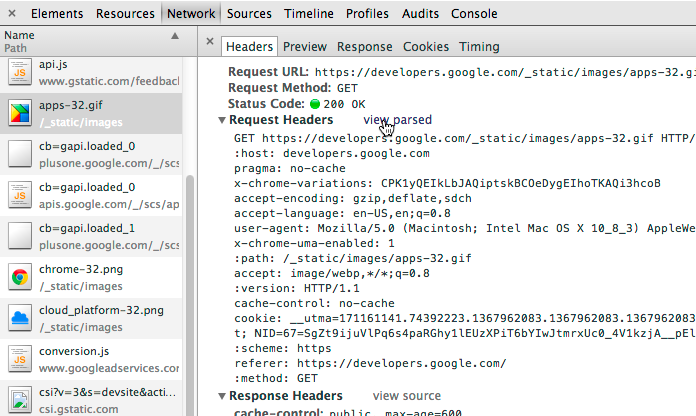 × Elements Resources Network Sources Timeline Profiles Audits Console
Name
Path
api.js
www.gstatic.com/feedback
apps-32.gif
/_static/images
cb=gapi.loaded_0
plusone.google.com/_/scs
cb=gapi.loaded_0
apis.google.com/_/scs/ap
cb=gapi.loaded_1
plusone.google.com/_/scs
chrome-32.png
/_static/images
cloud_platform-32.png
/_static/images
conversion.js
www.googleadservices.com
csi?v=3&s=devsite&acti...
csi.gstatic.com
× Headers Preview Response Cookies Timing
Request URL: https://developers.google.com/_static/images/apps-32.gi
Request Method: GET
Status Code: 200 OK
▼ Request Headers view parsed
GET https://developers.google.com/_static/images/apps-32.gif HTTP/
:host: developers.google.com
pragma: no-cache
x-chrome-variations: CPK1yQEIkLbJAQiptskBCOeDygEIhoTKAQi3hcoB
accept-encoding: gzip,deflate,sdch
accept-language: en-US,en;q=0.8
user-agent: Mozilla/5.0 (Macintosh; Intel Mac OS X 10_8_3) AppleWe
x-chrome-uma-enabled: 1
:path: /_static/images/apps-32.gif
accept: image/webp,*/*;q=0.8
:version: HTTP/1.1
cache-control: no-cache
cookie: __utma=171161141.74392223.1367962083.1367962083.1367962083
t; NID=67=SgZt9ijuVlPq6s4paRGhy1lEUzXPiT6bYIwJtmrxUc0_4V1kzjA__pEl
:scheme: https
referer: https://developers.google.com/
:method: GET
▼ Response Headers view source
cache-control: public, max-age=600